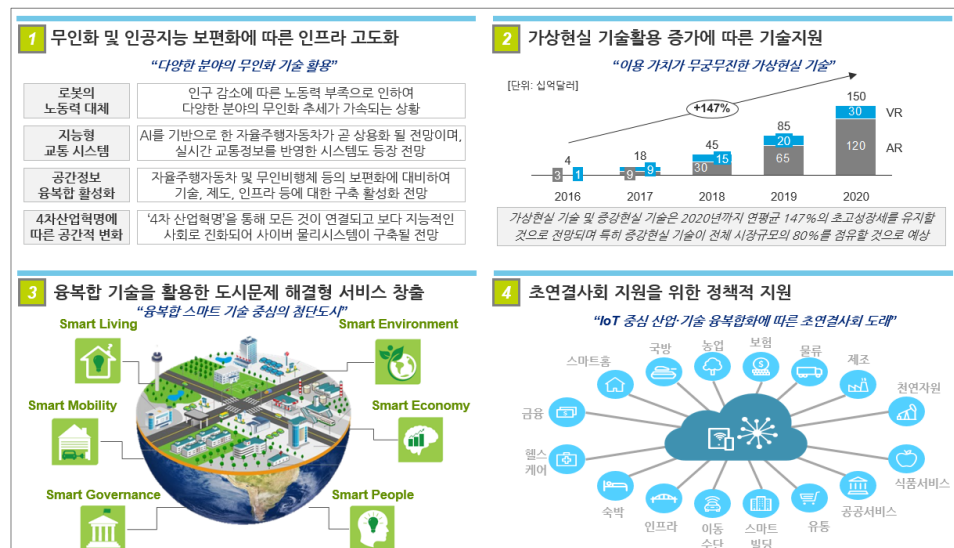 1 무인화 및 인공지능 보편화에 따른 인프라 고도화
“다양한 분야의 무인화 기술 활용”
로봇의
노동력 대체
인구 감소에 따른 노동력 부족으로 인하여
다양한 분야의 무인화 추세가 가속되는 상황
지능형
교통 시스템
AI를 기반으로 한 자율주행자동차가 곧 상용화 될 전망이며,
실시간 교통정보를 반영한 시스템도 등장 전망
공간정보
융복합 활성화
자율주행자동차 및 무인비행체 등의 보편화에 대비하여
기술, 제도, 인프라 등에 대한 구축 활성화 전망
4차산업혁명에
따른 공간적 변화
‘4차 산업혁명’을 통해 모든 것이 연결되고 보다 지능적인
사회로 진화되어 사이버 물리시스템이 구축될 전망
2 가상현실 기술활용 증가에 따른 기술지원
“이용 가치가 무궁무진한 가상현실 기술”
[단위: 십억달러]
+147%
4
3
1
18
9
9
45
30
15
85
20
65
150
30
120
VR
AR
2016
2017
2018
2019
2020
가상현실 기술 및 증강현실 기술은 2020년까지 연평균 147%의 초고성장세를 유지할
것으로 전망되며 특히 증강현실 기술이 전체 시장규모의 80%를 점유할 것으로 예상
3 융복합 기술을 활용한 도시문제 해결형 서비스 창출
“융복합 스마트 기술 중심의 첨단도시”
Smart Living
Smart Environment
Smart Mobility
Smart Economy
Smart Governance
Smart People
4 초연결사회 지원을 위한 정책적 지원
“IoT 중심 산업·기술 융복합화에 따른 초연결사회 도래”
스마트홈
국방
농업
보험
물류
제조
천연자원
금융
헬스
케어
식품서비스
숙박
인프라
이동
수단
스마트
빌딩
유통
공공서비스